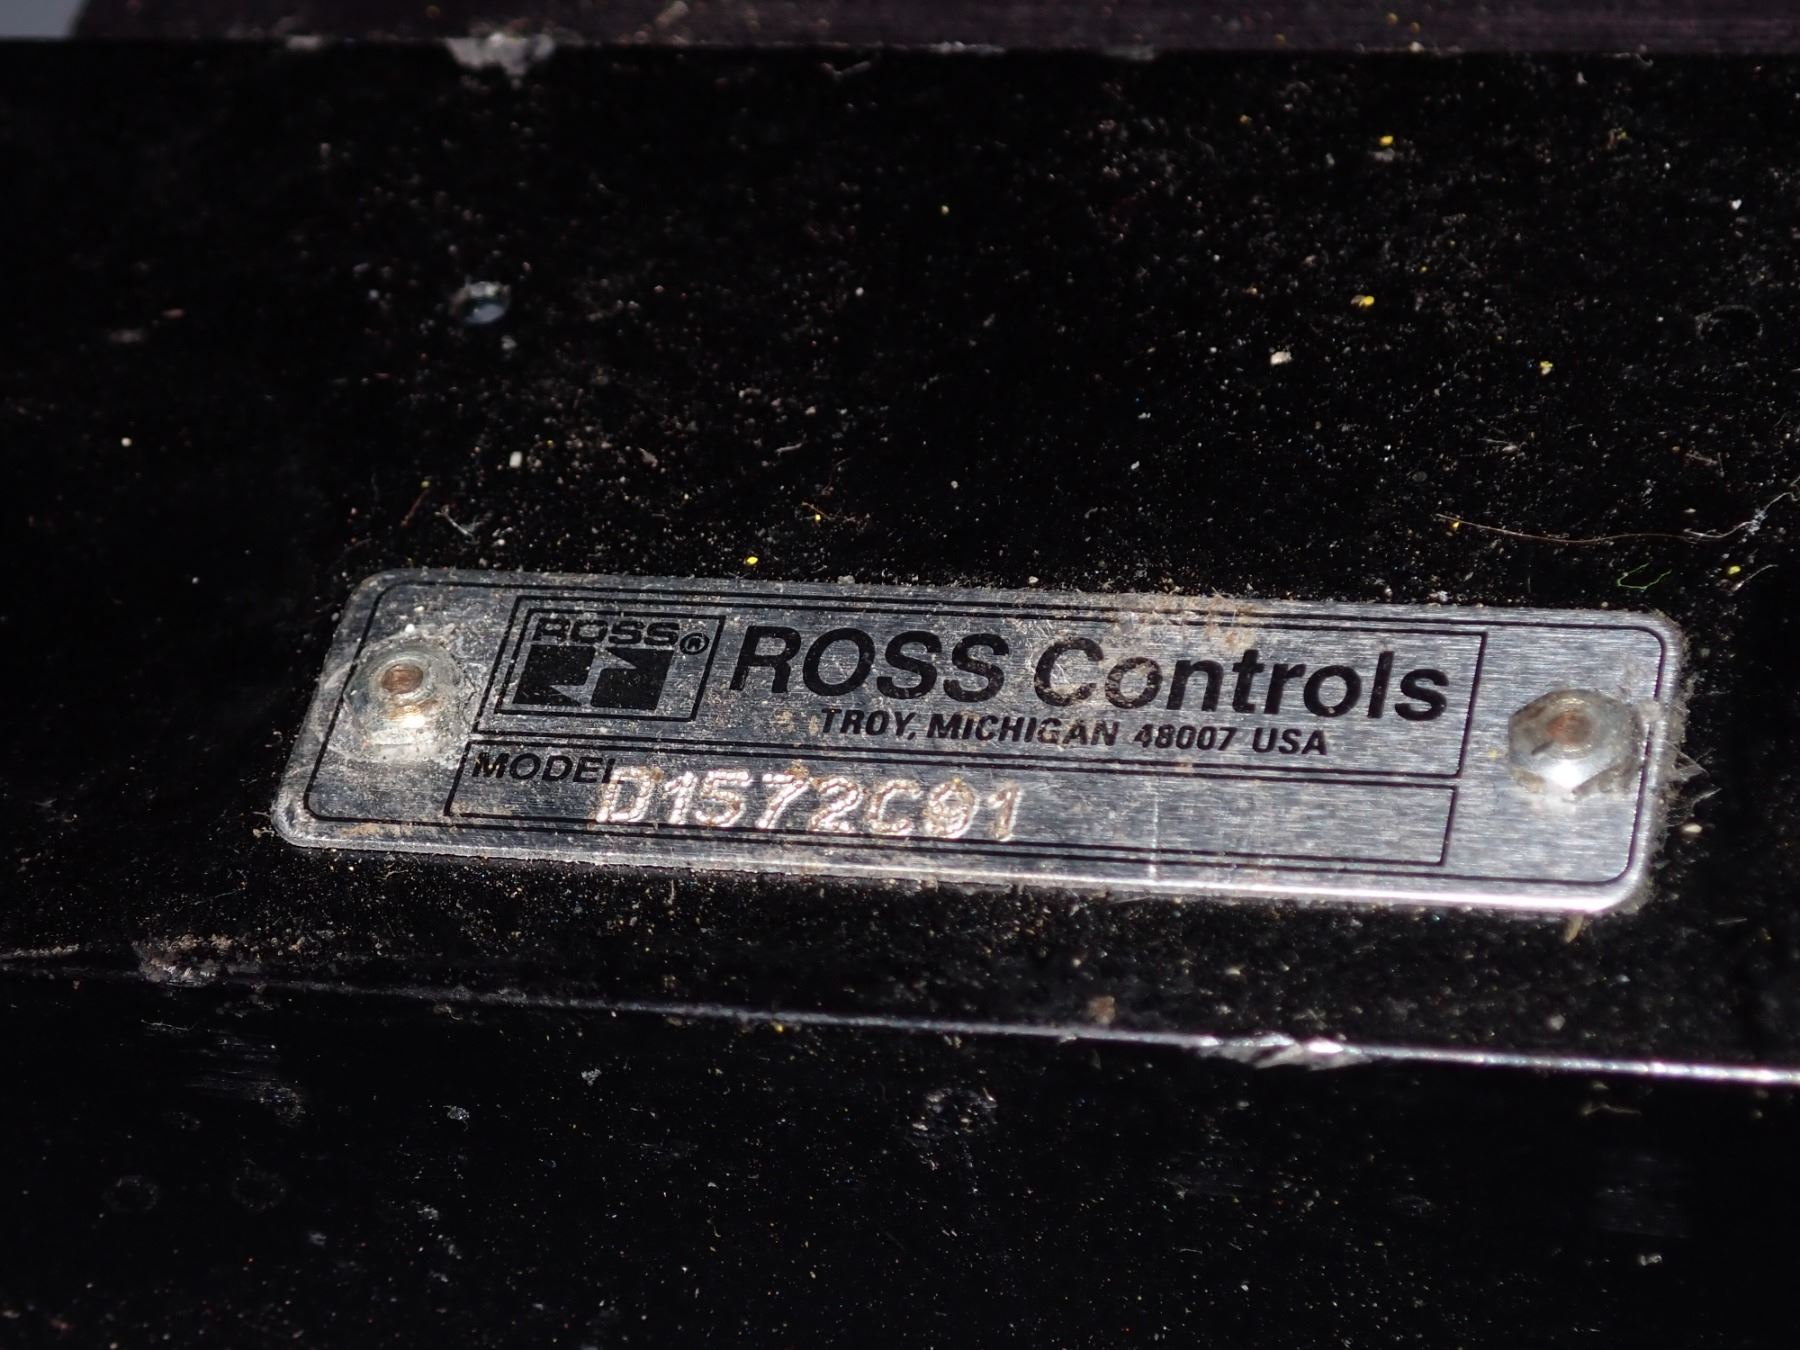 ROSS®
ROSS Controls
TROY, MICHIGAN 48007 USA
MODEL D1572C91